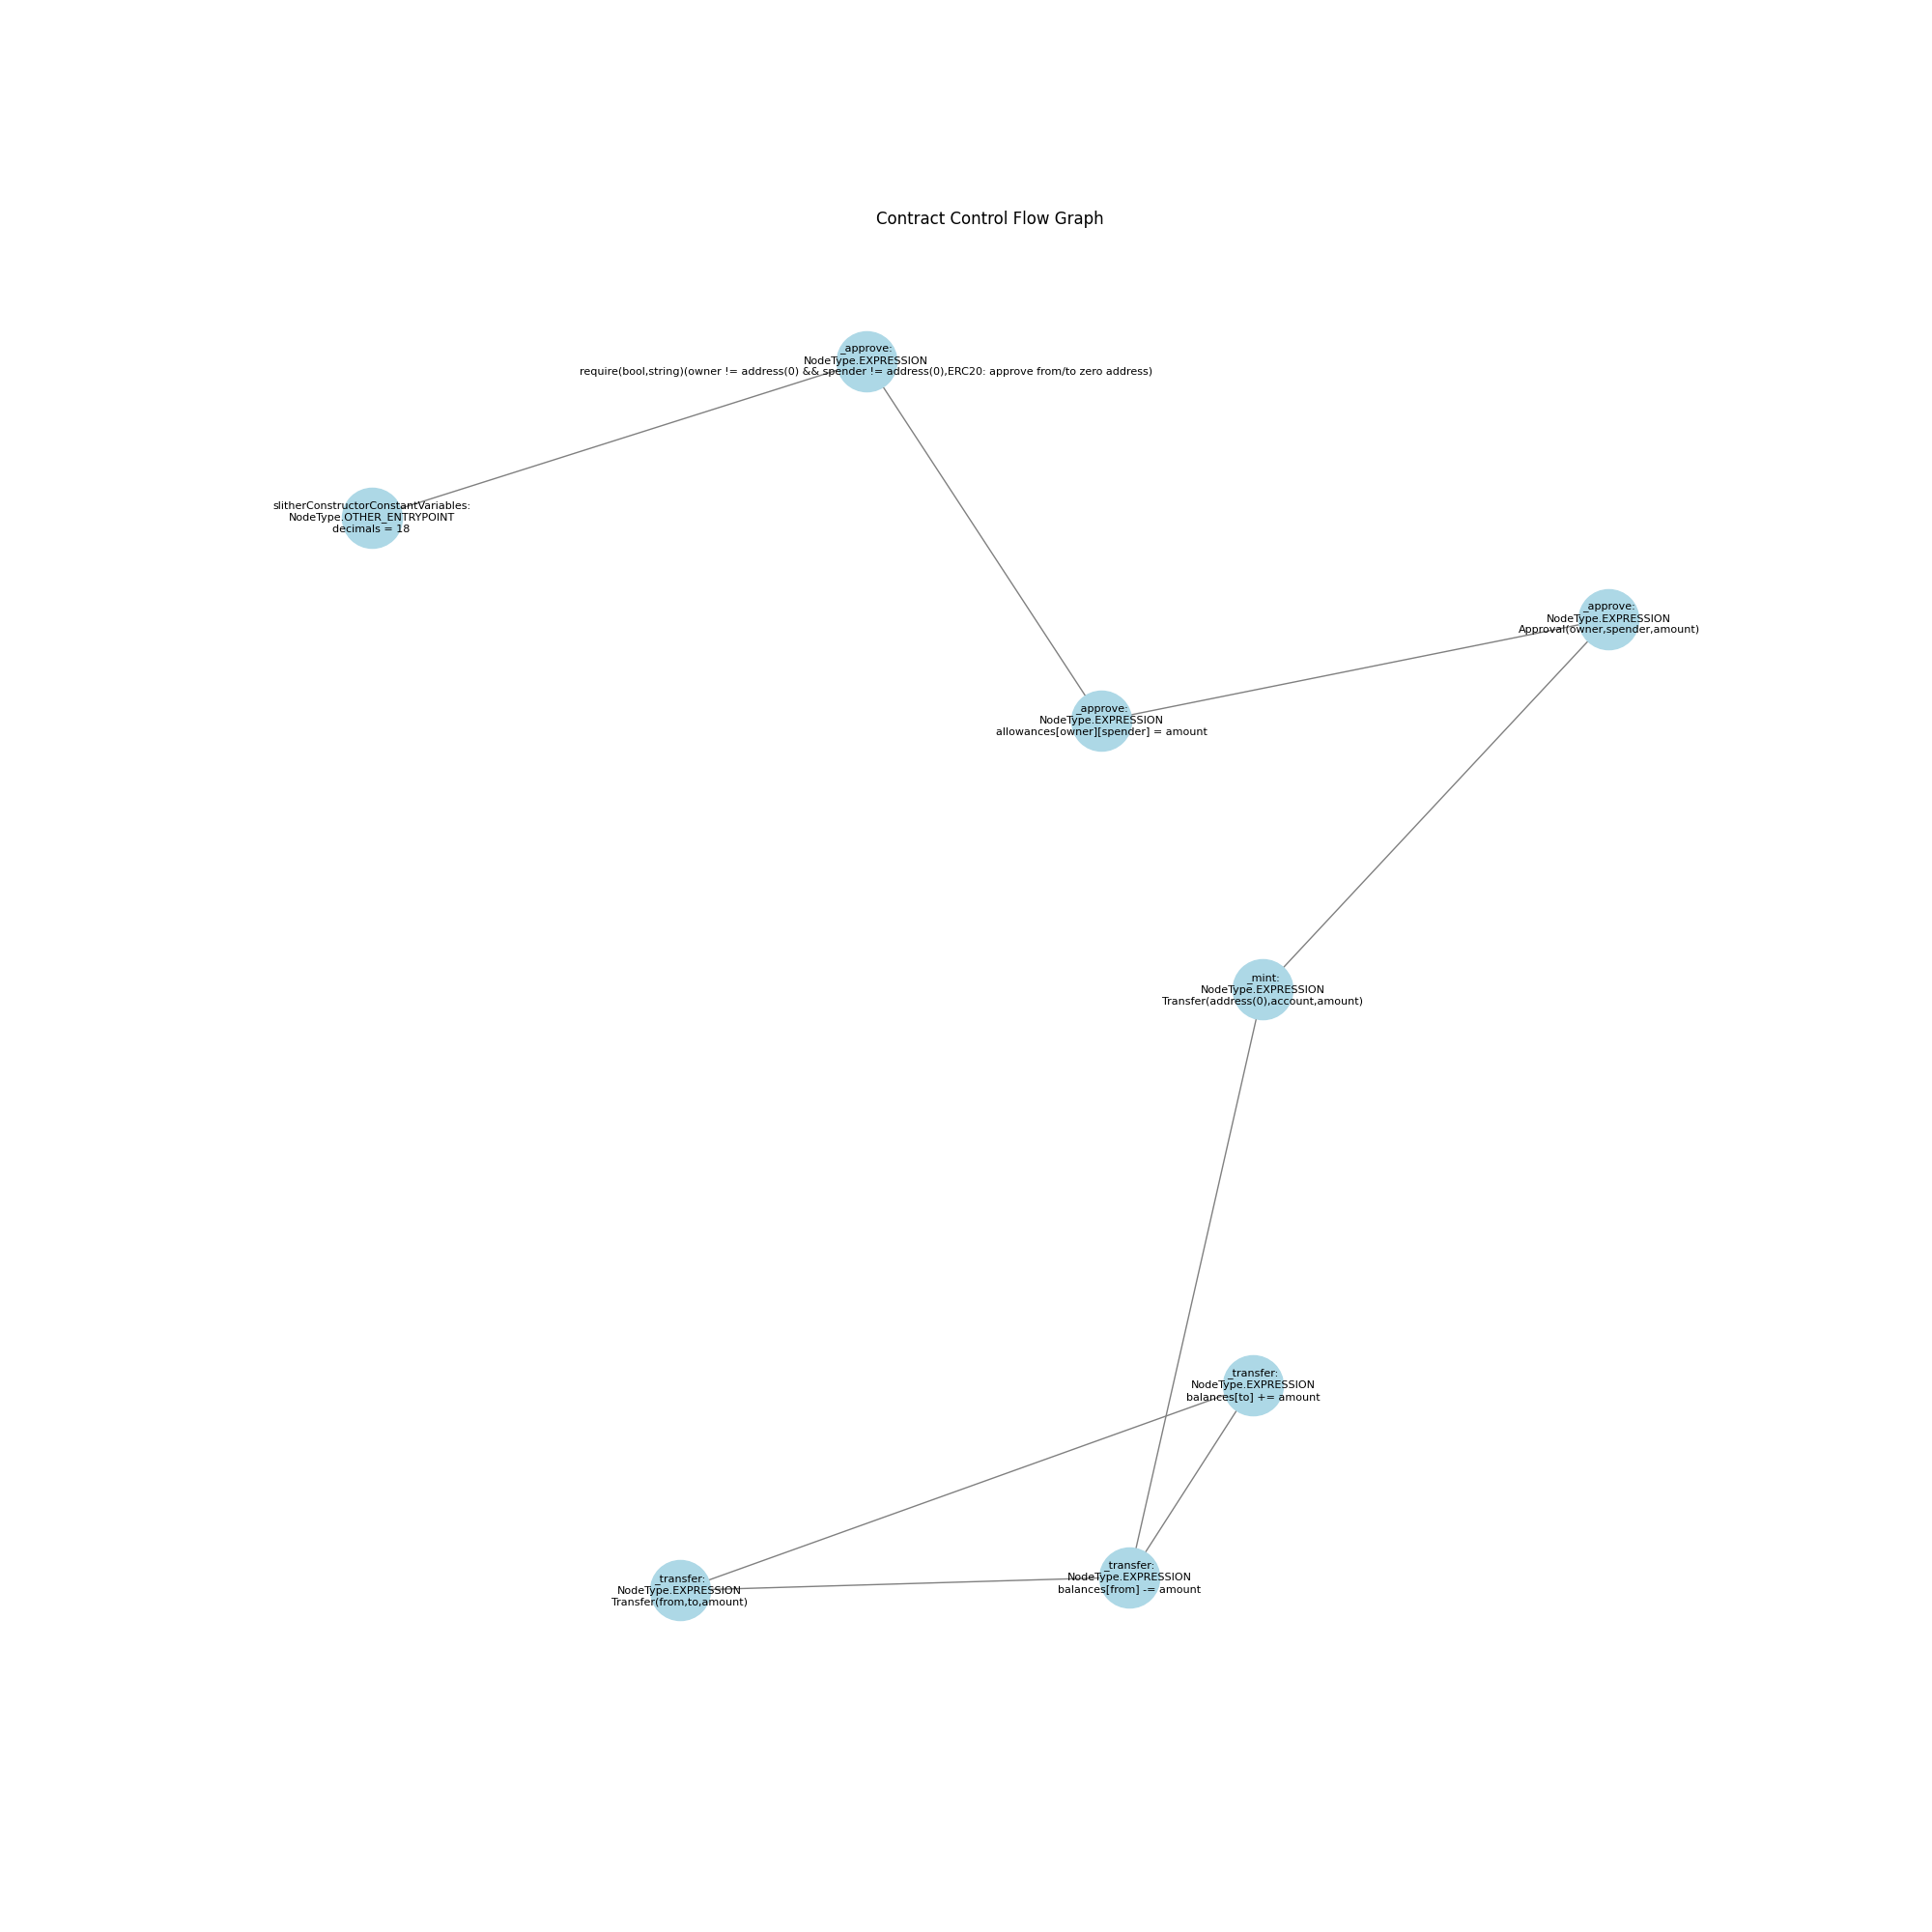 Contract Control Flow Graph
_approve:
NodeType.EXPRESSION
require(bool,string)(owner != address(0) && spender != address(0),ERC20: approve from/to zero address)
slitherConstructorConstantVariables:
NodeType.OTHER_ENTRYPOINT
decimals = 18
_approve:
NodeType.EXPRESSION
Approval(owner,spender,amount)
_approve:
NodeType.EXPRESSION
allowances[owner][spender] = amount
_mint:
NodeType.EXPRESSION
Transfer(address(0),account,amount)
_transfer:
NodeType.EXPRESSION
balances[to] += amount
_transfer:
NodeType.EXPRESSION
balances[from] -= amount
_transfer:
NodeType.EXPRESSION
Transfer(from,to,amount)